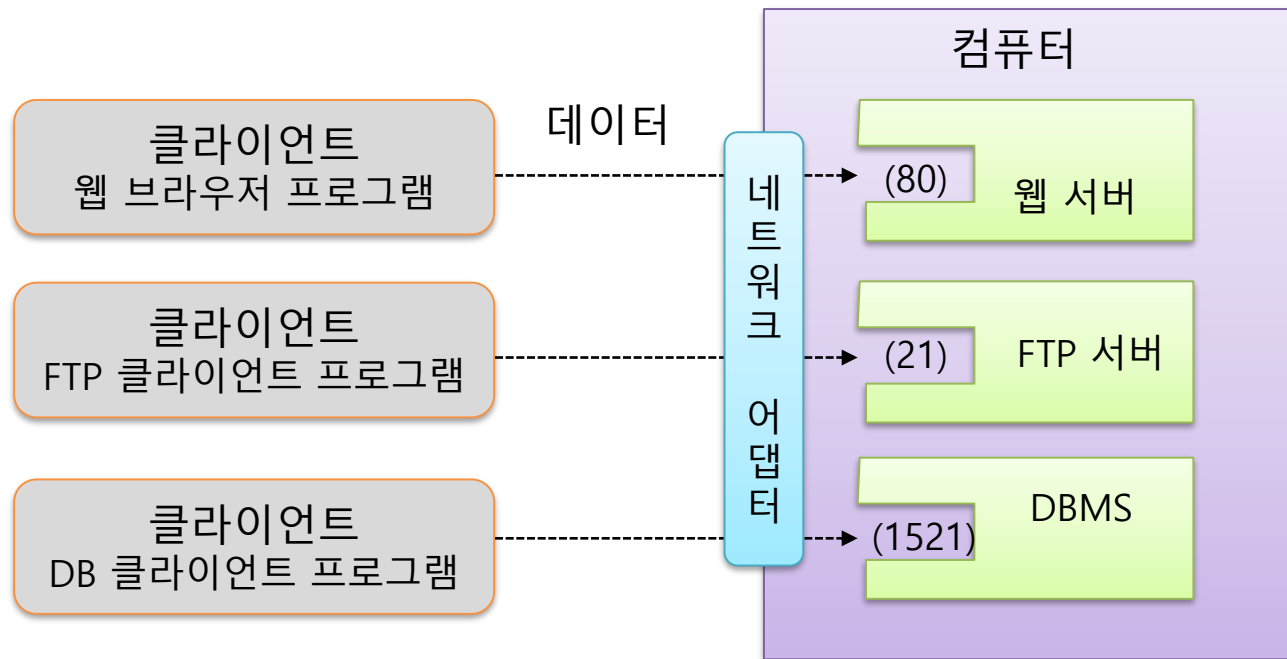 컴퓨터
데이터
클라이언트
웹 브라우저 프로그램
(80)
웹 서버
네트워크 어댑터
클라이언트
FTP 클라이언트 프로그램
(21)
FTP 서버
클라이언트
DB 클라이언트 프로그램
(1521)
DBMS